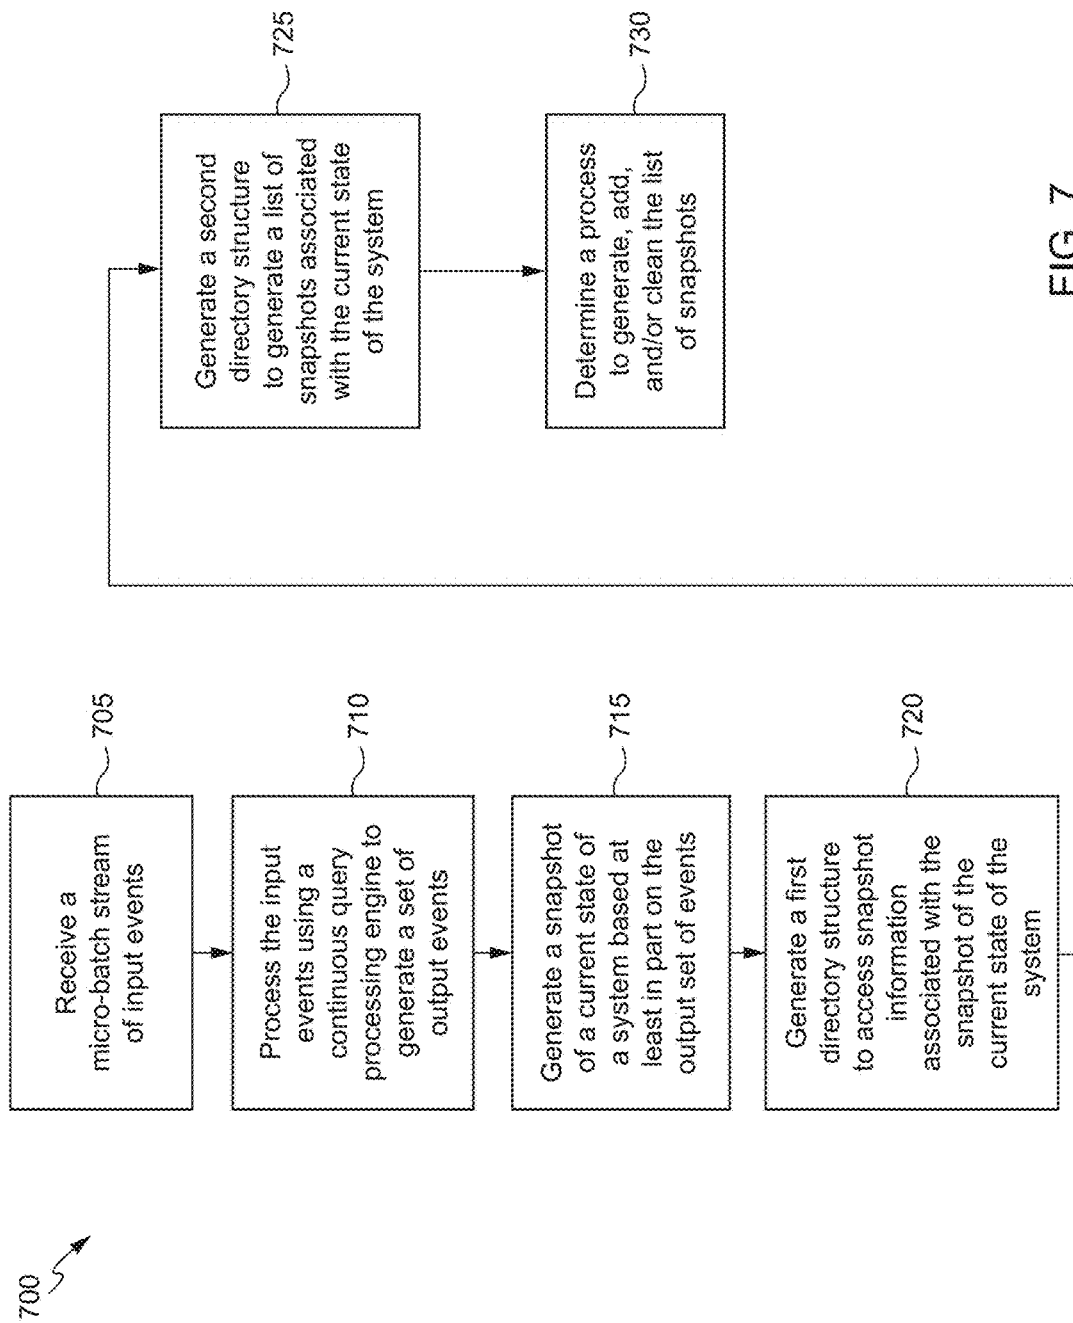 700
Receive a
micro-batch stream
of input events
705
Process the input
events using a
continuous query
processing engine to
generate a set of
output events
710
Generate a snapshot
of a current state of
a system based at
least in part on the
output set of events
715
Generate a first
directory structure
to access snapshot
information
associated with the
snapshot of the
current state of the
system
720
Generate a second
directory structure
to generate a list of
snapshots associated
with the current state
of the system
725
Determine a process
to generate, add,
and/or clean the list
of snapshots
730
FIG. 7